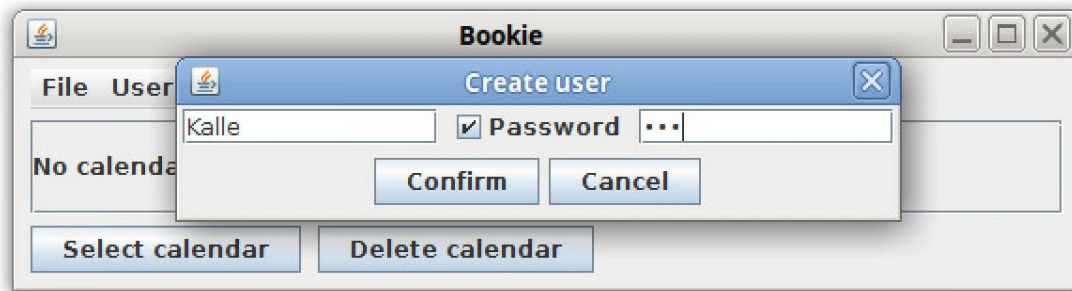 Bookie
File User
Create user
Kalle Password •••
No calenda
Confirm Cancel
Select calendar Delete calendar